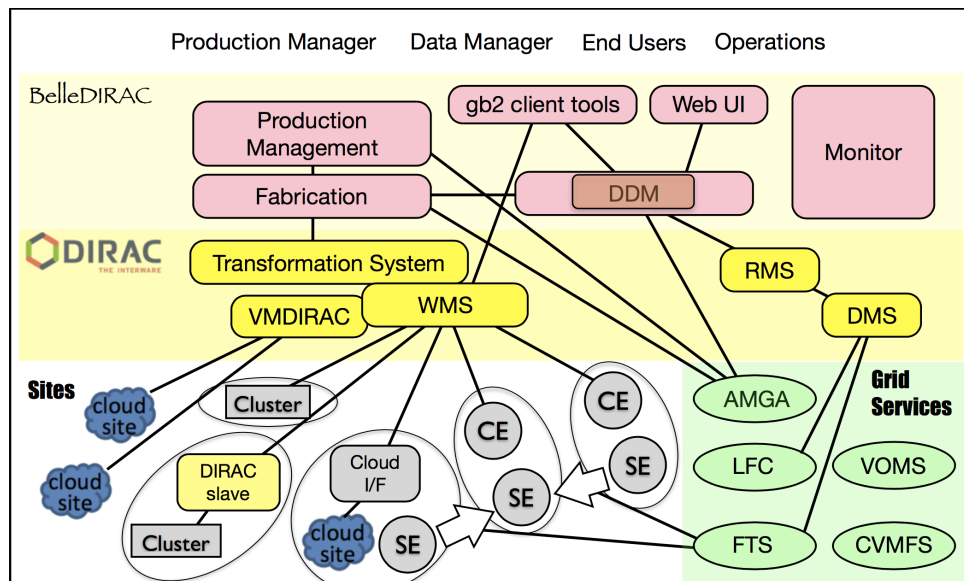 Production Manager
Data Manager
End Users
Operations
BelleDIRAC
gb2 client tools
Web UI
Production
Management
Monitor
Fabrication
DDM
DIRAC
THE INTERWARE
Transformation System
RMS
VMDIRAC
WMS
DMS
Sites
cloud
site
Cluster
CE
CE
AMGA
Grid
Services
cloud
site
DIRAC
slave
Cloud
I/F
SE
SE
LFC
VOMS
Cluster
cloud
site
SE
FTS
CVMFS